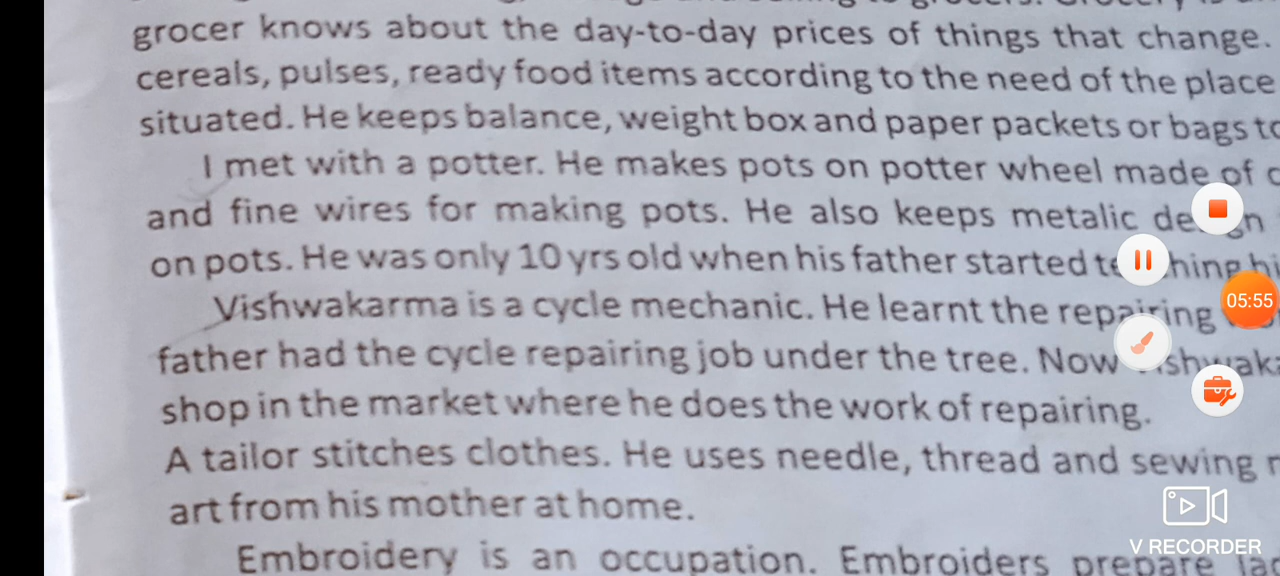 grocer knows about the day-to-day prices of things that change.
cereals, pulses, ready food items according to the need of the place
situated. He keeps balance, weight box and paper packets or bags to
I met with a potter. He makes pots on potter wheel made of
and fine wires for making pots. He also keeps metalic
on pots. He was only 10 yrs old when his father started
Vishwakarma is a cycle mechanic. He learnt the repairing
05:55
father had the cycle repairing job under the tree. Now
shop in the market where he does the work of repairing.
A tailor stitches clothes. He uses needle, thread and sewing
art from his mother at home.
V RECORDER
Embroidery is an occupation. Embroiders prepare